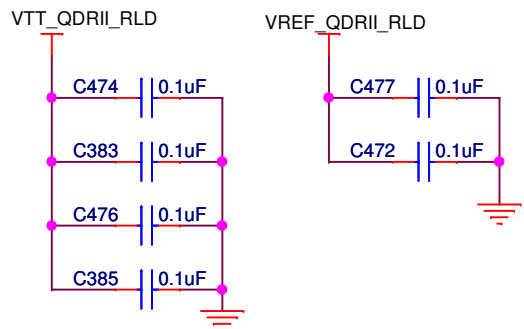 VTT_QDRII_RLD
VREF_QDRII_RLD
C474 0.1uF
C477 0.1uF
C383 0.1uF
C472 0.1uF
C476 0.1uF
C385 0.1uF